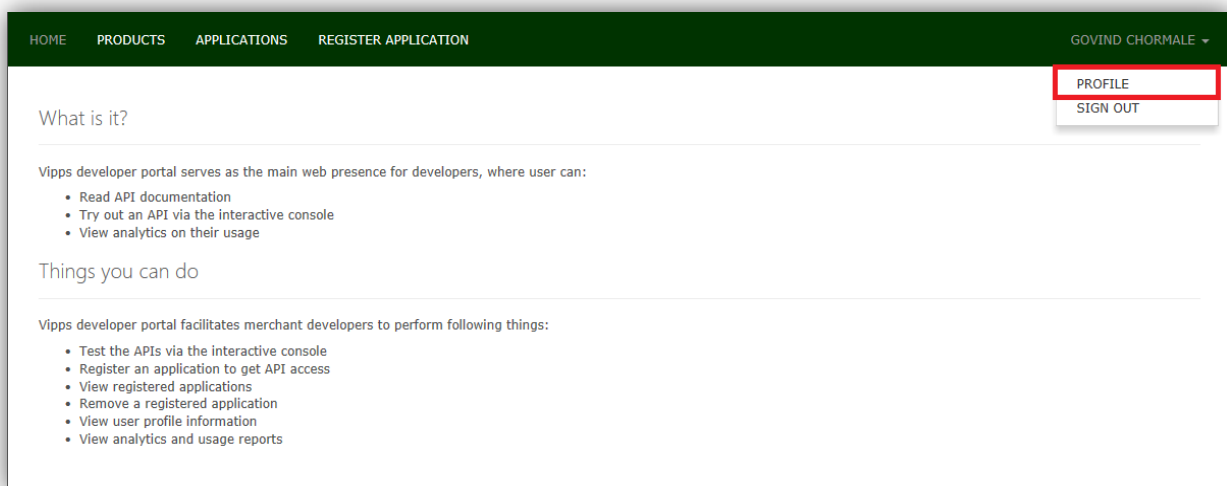 HOME PRODUCTS APPLICATIONS REGISTER APPLICATION GOVIND CHORMALE
PROFILE
SIGN OUT
What is it?
Vipps developer portal serves as the main web presence for developers, where user can:
• Read API documentation
• Try out an API via the interactive console
• View analytics on their usage
Things you can do
Vipps developer portal facilitates merchant developers to perform following things:
• Test the APIs via the interactive console
• Register an application to get API access
• View registered applications
• Remove a registered application
• View user profile information
• View analytics and usage reports